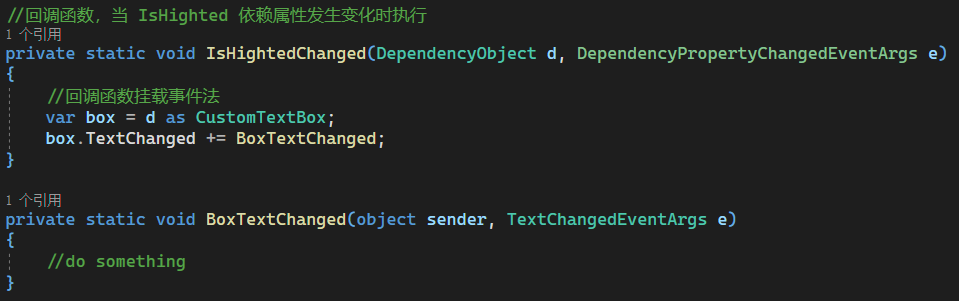 //回调函数，当 IsHighted 依赖属性发生变化时执行
1 个引用
private static void IsHightedChanged(DependencyObject d, DependencyPropertyChangedEventArgs e)
{
    //回调函数挂载事件法
    var box = d as CustomTextBox;
    box.TextChanged += BoxTextChanged;
}
1 个引用
private static void BoxTextChanged(object sender, TextChangedEventArgs e)
{
    //do something
}